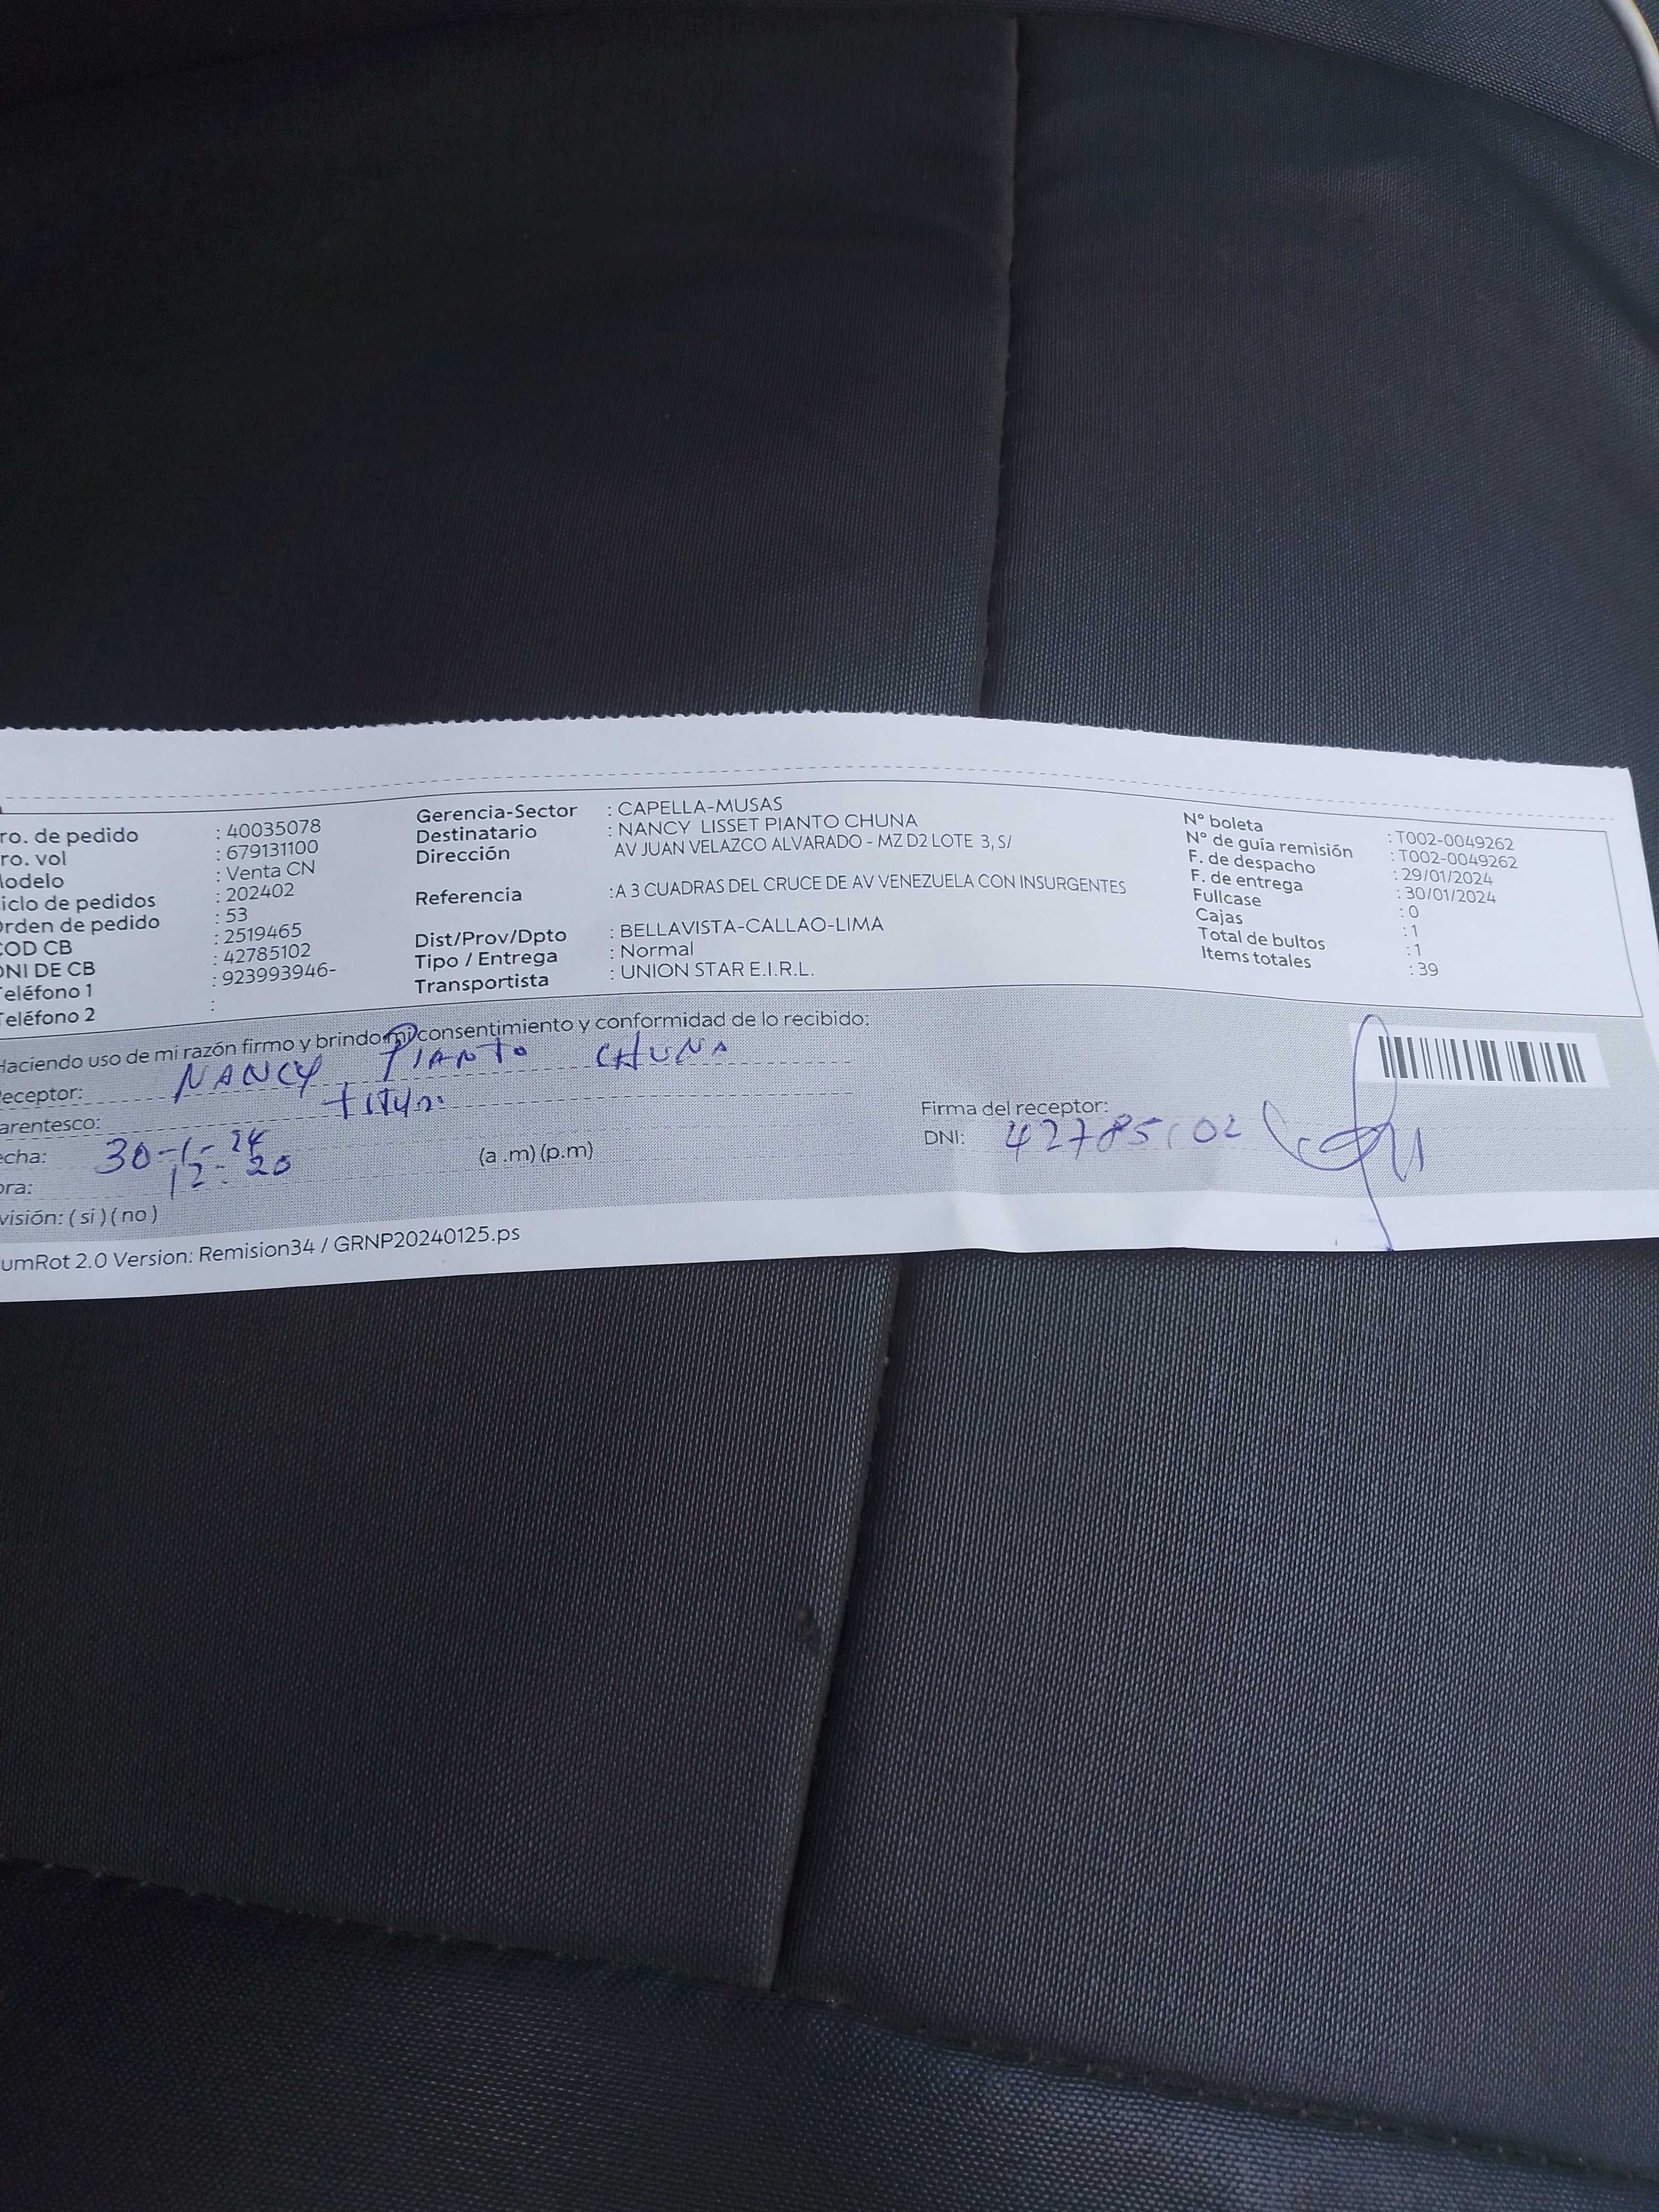 ro. de pedido : 40035078
ro. vol : 679131100
odelo : Venta CN
iclo de pedidos : 202402
rden de pedido : 53
COD CB : 2519465
DNI DE CB : 42785102
Teléfono 1 : 923993946-
Teléfono 2 :
Gerencia-Sector : CAPELLA-MUSAS
Destinatario : NANCY LISSET PIANTO CHUNA
Dirección AV JUAN VELAZCO ALVARADO - MZ D2 LOTE 3, S/
Referencia :A 3 CUADRAS DEL CRUCE DE AV VENEZUELA CON INSURGENTES
Dist/Prov/Dpto : BELLAVISTA-CALLAO-LIMA
Tipo / Entrega : Normal
Transportista : UNION STAR E.I.R.L.
N° boleta : T002-0049262
N° de guía remisión : T002-0049262
F. de despacho : 29/01/2024
F. de entrega : 30/01/2024
Fullcase : 0
Cajas : 1
Total de bultos : 1
Items totales : 39
Haciendo uso de mi razón firmo y brindo mi consentimiento y conformidad de lo recibido:
eceptor: NANCY PIANTO CHUNA
arentesco:
echa: 30-1-24
ora: 12:20 (a .m) (p.m)
visión: ( si ) ( no )
Firma del receptor:
DNI: 42785102
umRot 2.0 Version: Remision34 / GRNP20240125.ps